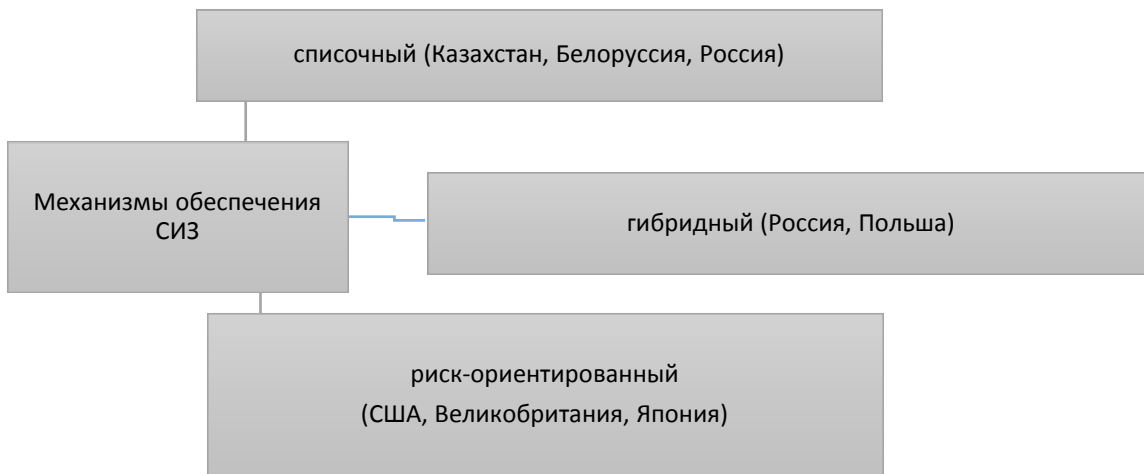 списочный (Казахстан, Белоруссия, Россия)
Механизмы обеспечения
СИЗ
гибридный (Россия, Польша)
риск-ориентированный
(США, Великобритания, Япония)